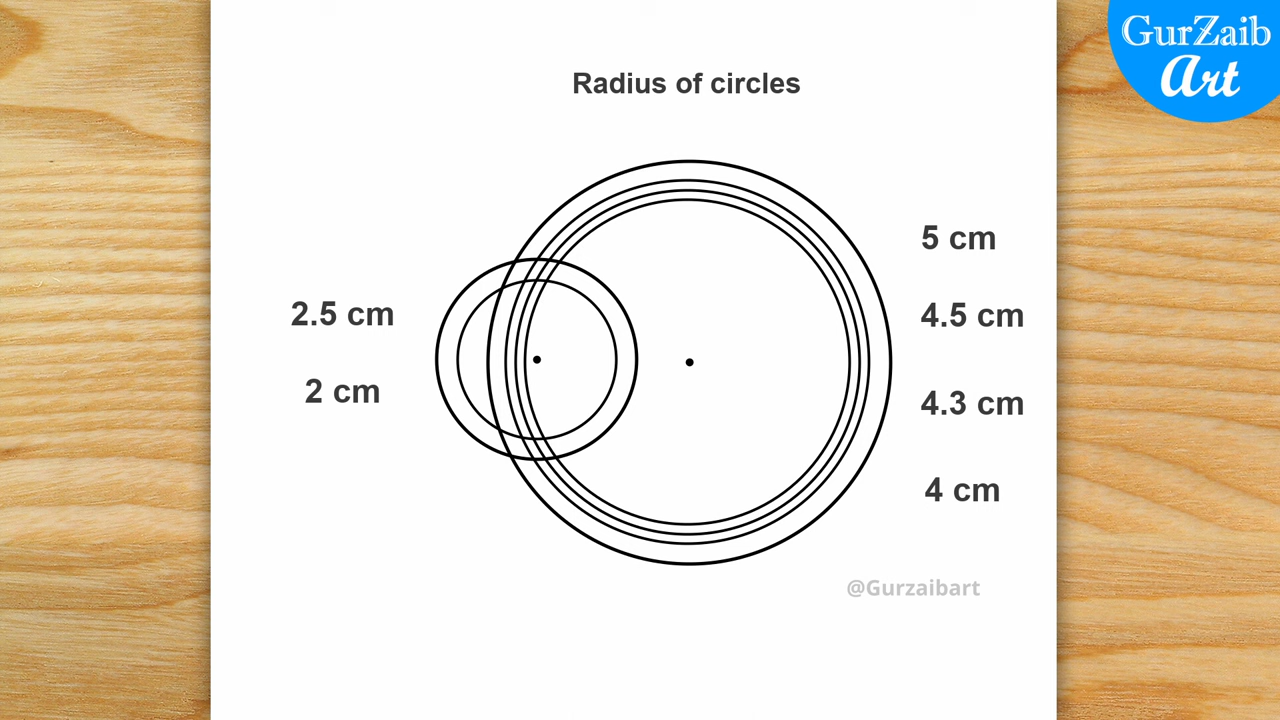 GurZaib
Art
Radius of circles
5 cm
2.5 cm
4.5 cm
2 cm
4.3 cm
4 cm
@Gurzaibart